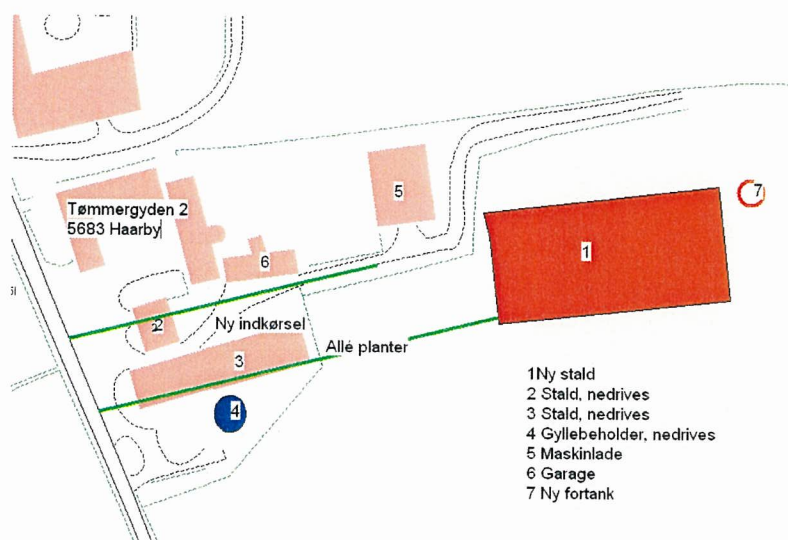 Tømmergyden 2
5683 Haarby
5
7
1
6
2
Ny indkørsel
Allé planter
3
4
1Ny stald
2 Stald, nedrives
3 Stald, nedrives
4 Gyllebeholder, nedrives
5 Maskinlade
6 Garage
7 Ny fortank